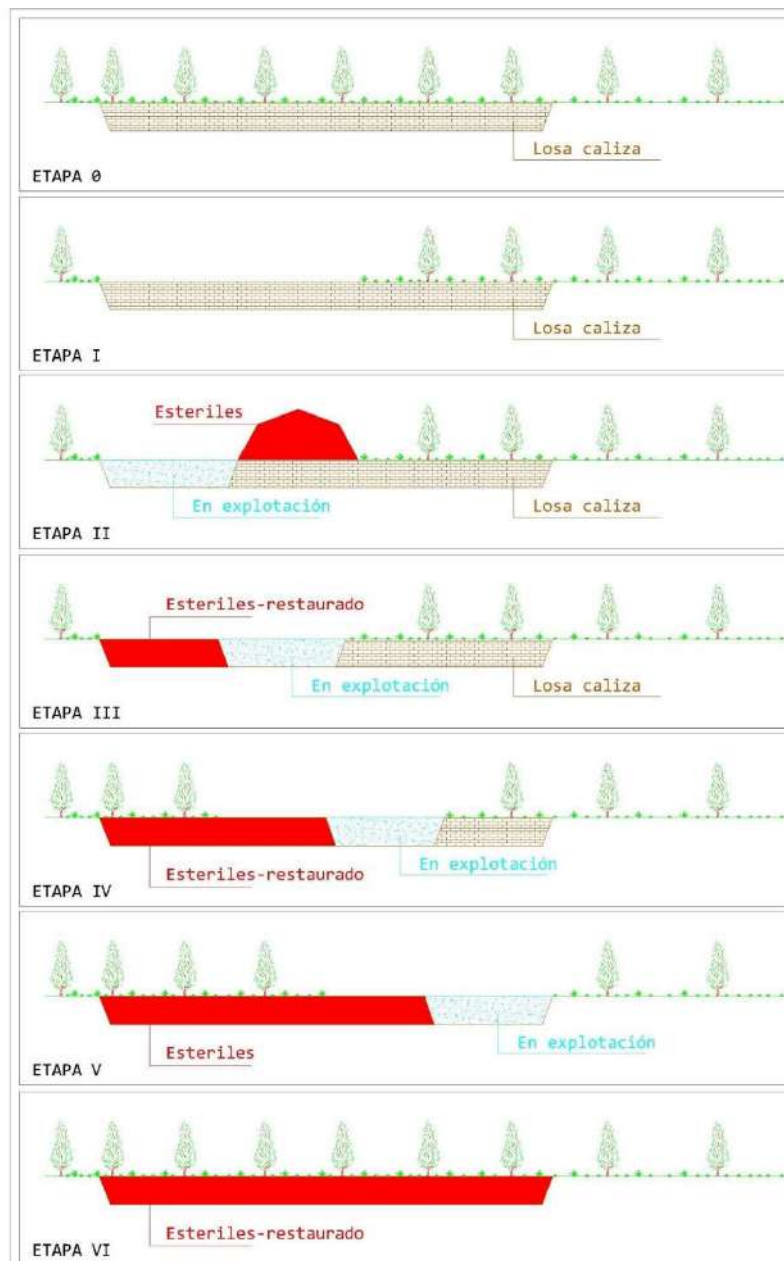 Losa caliza
ETAPA 0
Losa caliza
ETAPA I
Esteriles
En explotación
Losa caliza
ETAPA II
Esteriles-restaurado
En explotación
Losa caliza
ETAPA III
En explotación
Esteriles-restaurado
ETAPA IV
En explotación
Esteriles
ETAPA V
Esteriles-restaurado
ETAPA VI